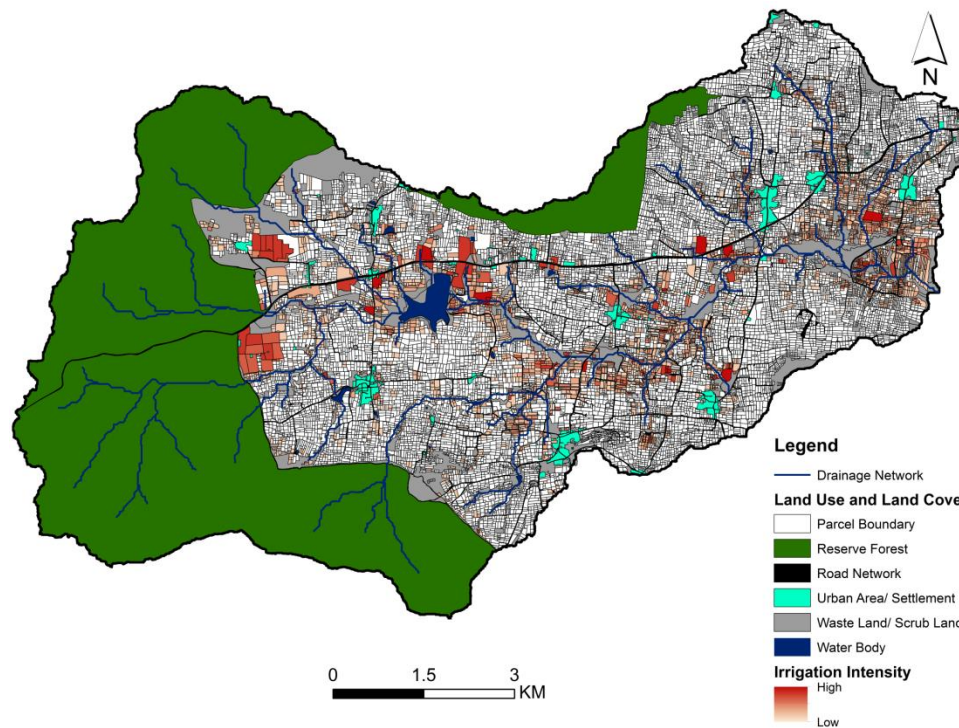 N
Legend
Drainage Network
Land Use and Land Cove
Parcel Boundary
Reserve Forest
Road Network
Urban Area/ Settlement
Waste Land/ Scrub Land
Water Body
Irrigation Intensity
High
Low
0 1.5 3
KM